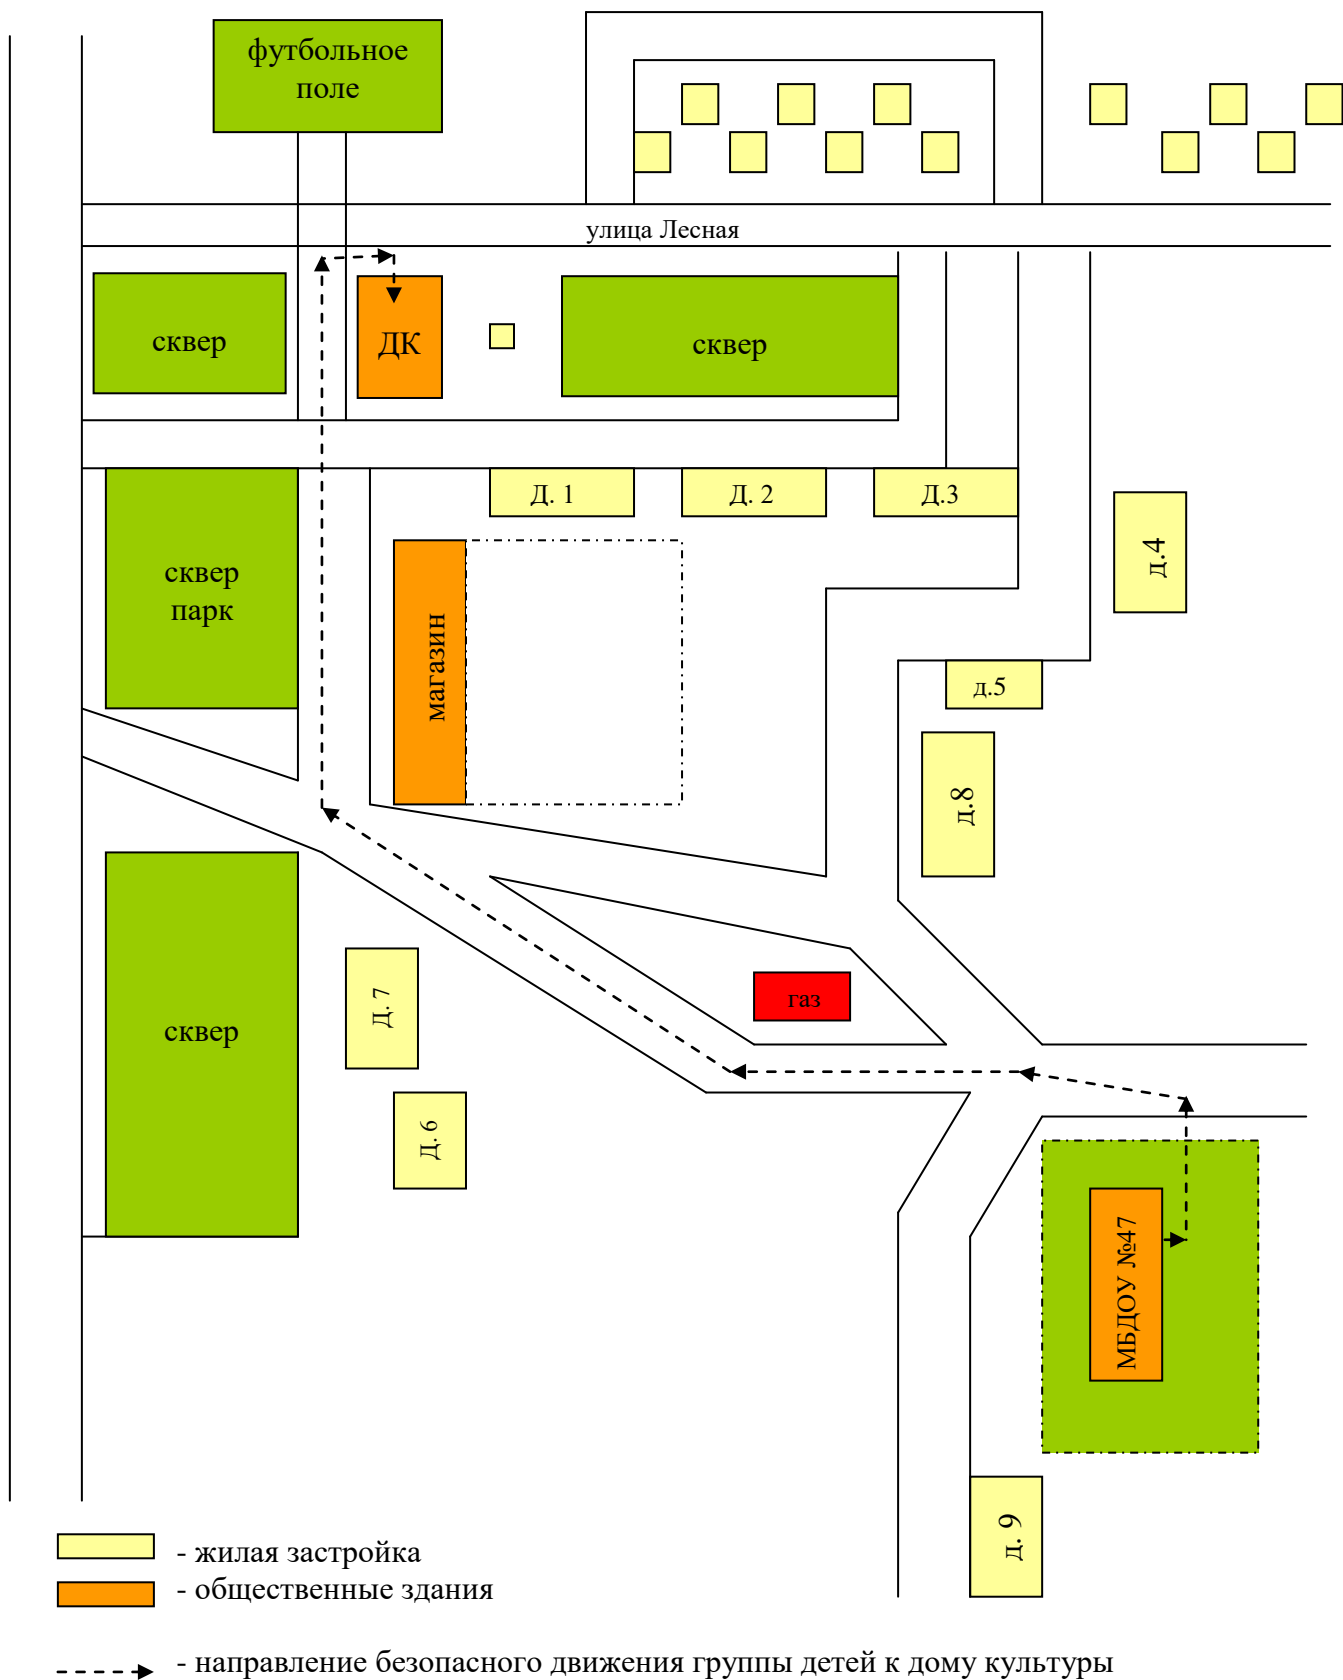 футбольное
поле
улица Лесная
сквер
ДК
сквер
Д. 1
Д. 2
Д.3
д.4
сквер
парк
магазин
д.5
д.8
газ
сквер
Д. 7
Д. 6
МБДОУ №47
д. 9
- жилая застройка
- общественные здания
- направление безопасного движения группы детей к дому культуры